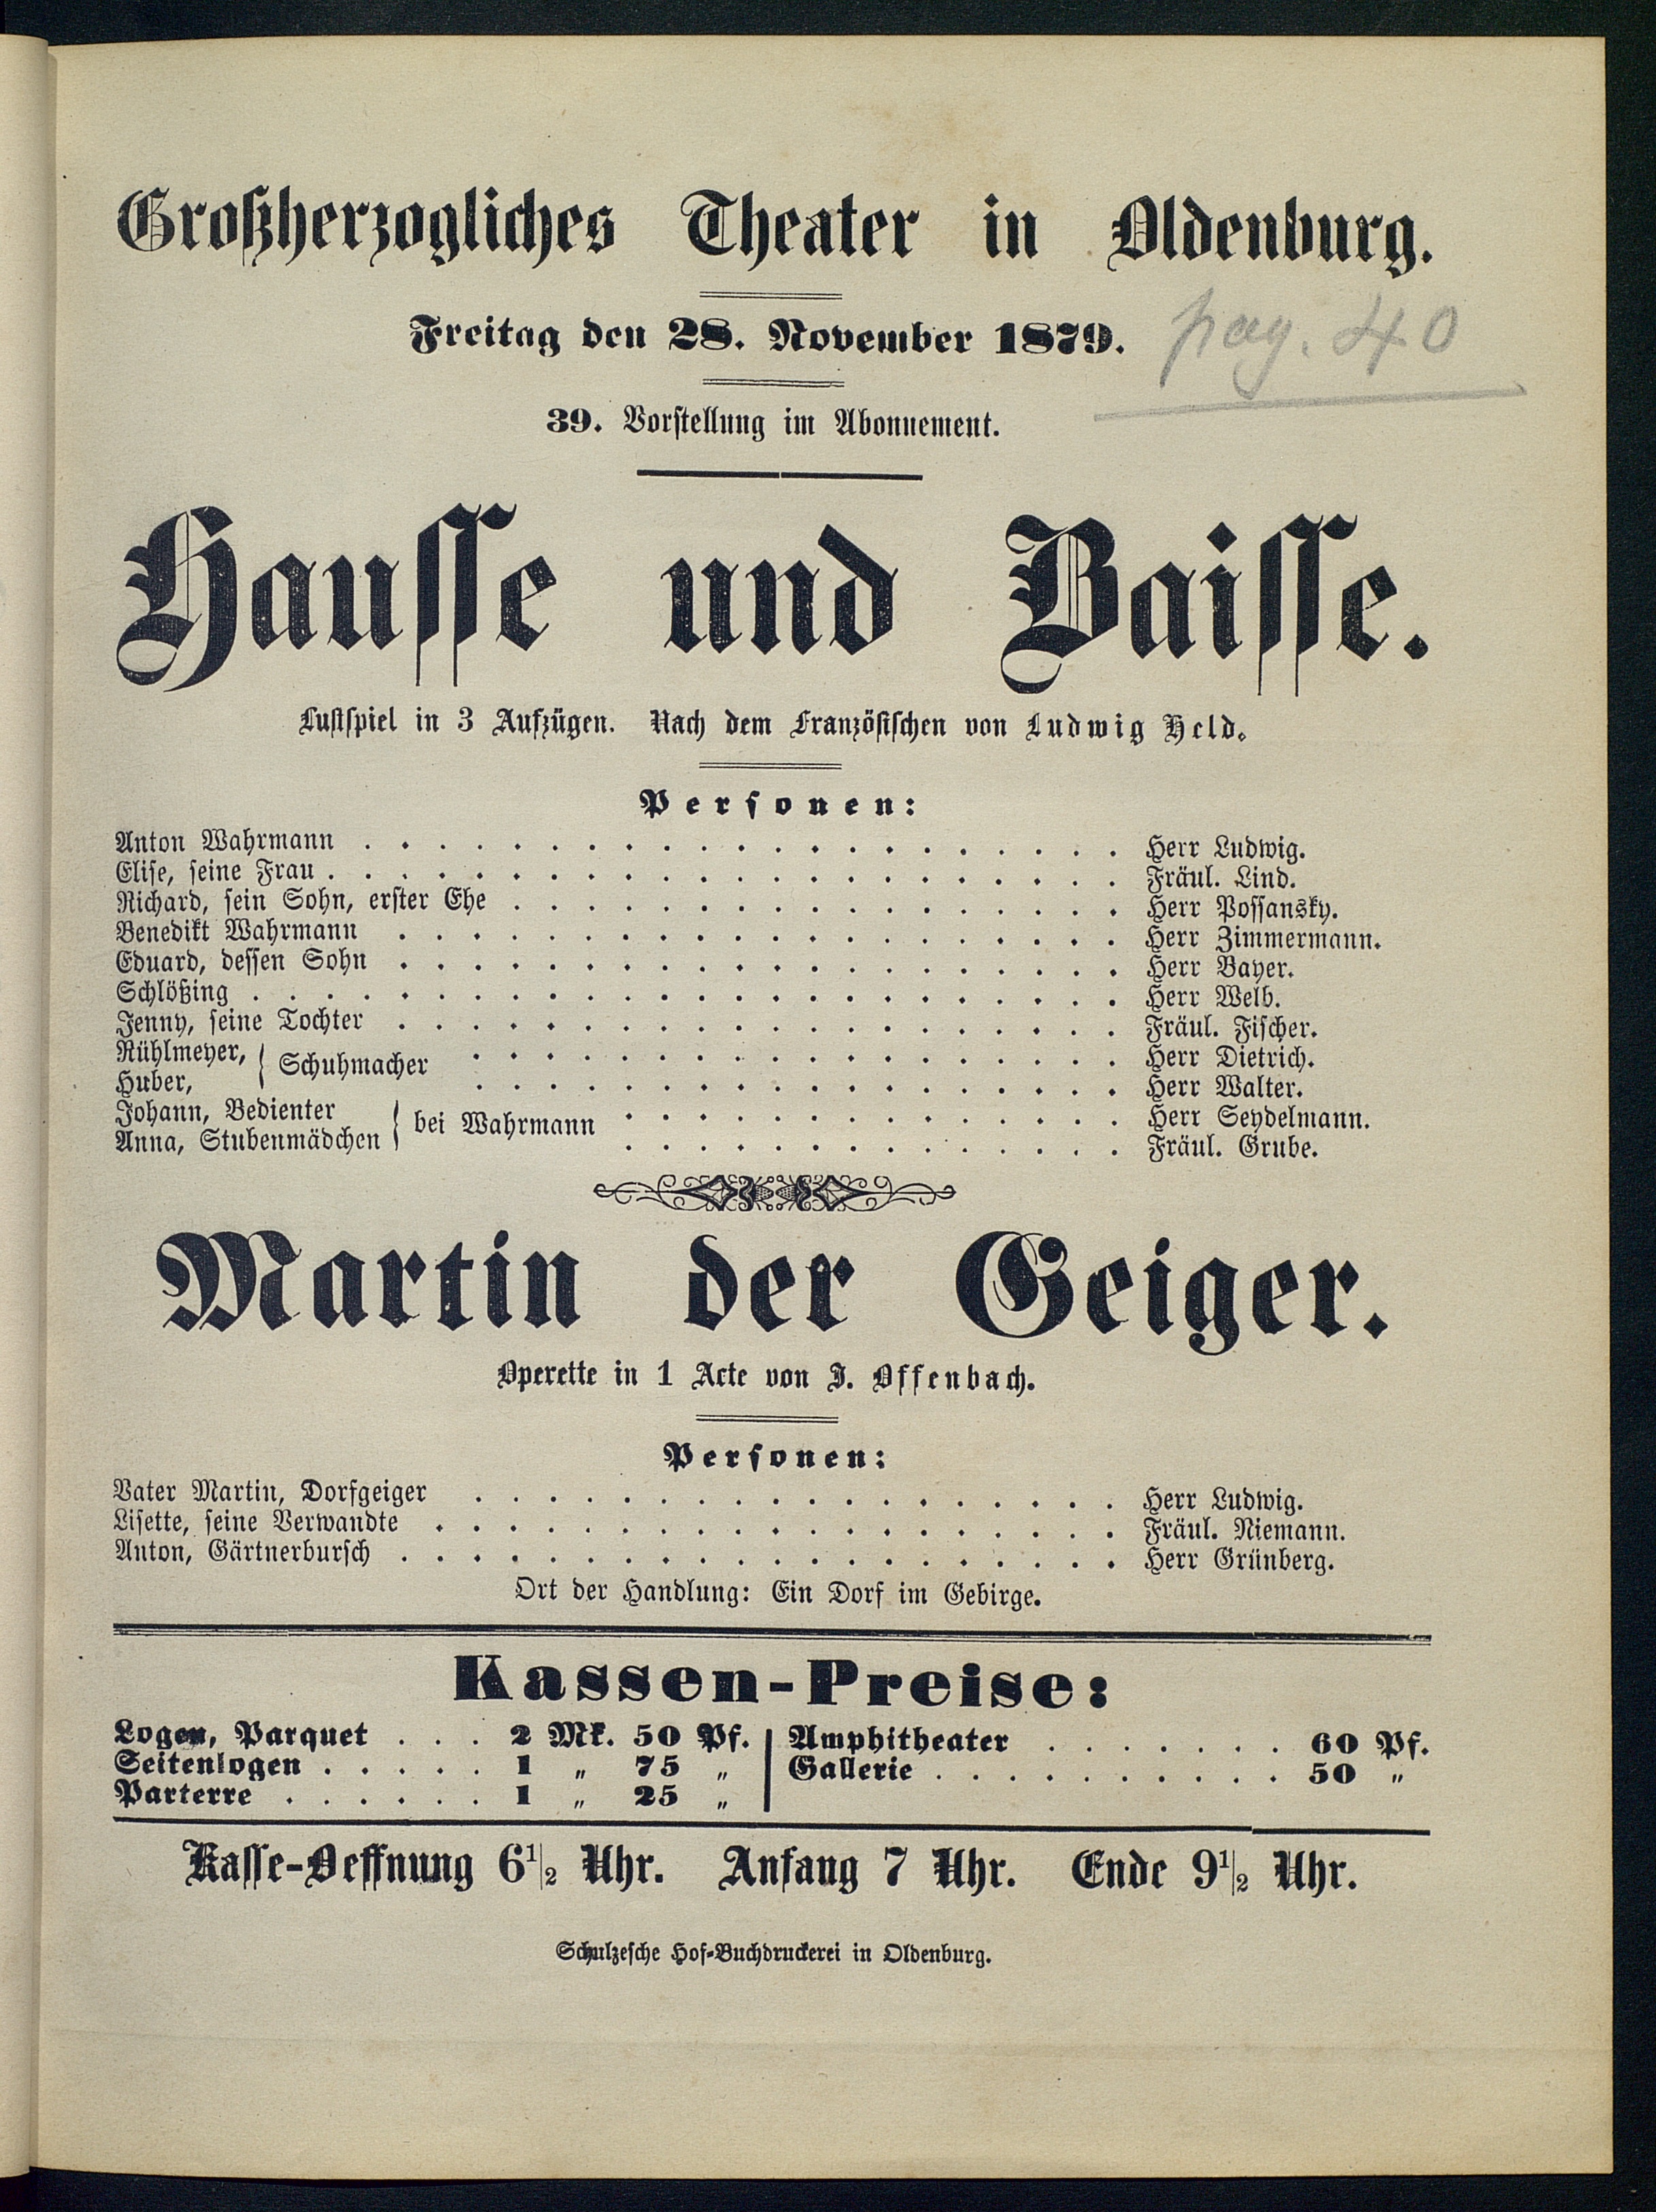 Großherzogliches Theater in Oldenburg.
Freitag den 28. November 1879.
pag. 40
39. Vorstellung im Abonnement.
Hausse und Baisse.
Lustspiel in 3 Aufzügen. Nach dem Französischen von Ludwig Held.
Personen:
Anton Wahrmann . . . . . . . . . . . . . . . . . . . . . Herr Ludwig.
Elise, seine Frau . . . . . . . . . . . . . . . . . . . . . . Fräul. Lind.
Richard, sein Sohn, erster Ehe . . . . . . . . . . . . . . . . . Herr Possansky.
Benedikt Wahrmann . . . . . . . . . . . . . . . . . . . . Herr Zimmermann.
Eduard, dessen Sohn . . . . . . . . . . . . . . . . . . . . Herr Bayer.
Schlößing . . . . . . . . . . . . . . . . . . . . . . . . Herr Welb.
Jenny, seine Tochter . . . . . . . . . . . . . . . . . . . . Fräul. Fischer.
Rühlmeyer, { Schuhmacher . . . . . . . . . . . . . . . . . . Herr Dietrich.
Huber, . . . . . . . . . . . . . . . . . . Herr Walter.
Johann, Bedienter } bei Wahrmann . . . . . . . . . . . . . . Herr Seydelmann.
Anna, Stubenmädchen . . . . . . . . . . . . . . Fräul. Grube.
Martin der Geiger.
Operette in 1 Acte von J. Offenbach.
Personen:
Vater Martin, Dorfgeiger . . . . . . . . . . . . . . . . . . Herr Ludwig.
Lisette, seine Verwandte . . . . . . . . . . . . . . . . . . . Fräul. Niemann.
Anton, Gärtnerbursch . . . . . . . . . . . . . . . . . . . . Herr Grünberg.
Ort der Handlung: Ein Dorf im Gebirge.
Kassen-Preise:
Logen, Parquet . . . 2 Mk. 50 Pf.
Seitenlogen . . . . . 1 „ 75 „
Parterre . . . . . . 1 „ 25 „
Amphitheater . . . . . . . 60 Pf.
Gallerie . . . . . . . . . . 50 „
Kasse-Oeffnung 6 1/2 Uhr. Anfang 7 Uhr. Ende 9 1/2 Uhr.
Schulzesche Hof-Buchdruckerei in Oldenburg.